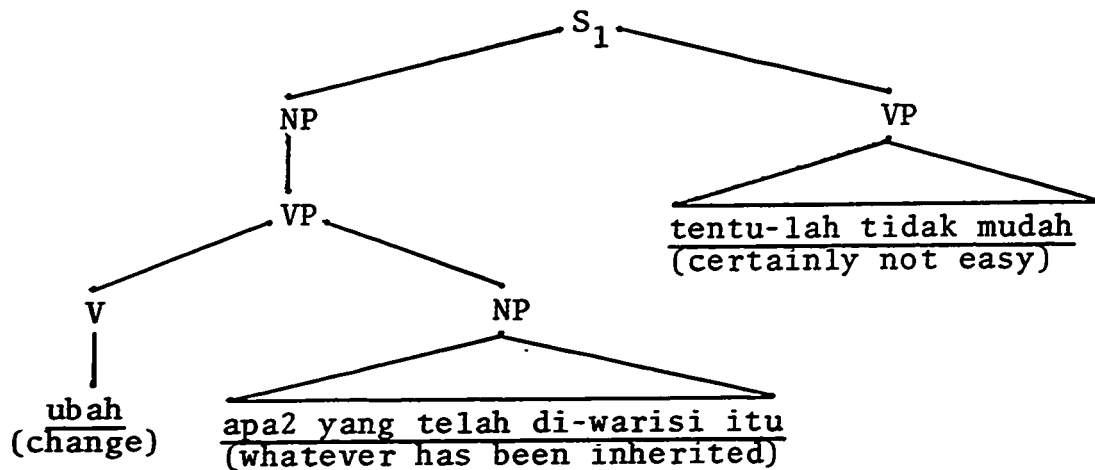 S1
NP VP
VP
tentu-lah tidak mudah
(certainly not easy)
V NP
ubah
(change)
apa2 yang telah di-warisi itu
(whatever has been inherited)